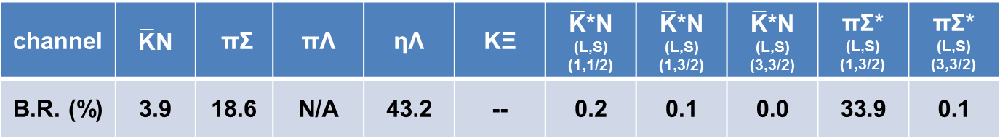 channel K̅N πΣ πΛ ηΛ KΞ K̅*N (L,S) (1,1/2) K̅*N (L,S) (1,3/2) K̅*N (L,S) (3,3/2) πΣ* (L,S) (1,3/2) πΣ* (L,S) (3,3/2)
B.R. (%) 3.9 18.6 N/A 43.2 -- 0.2 0.1 0.0 33.9 0.1